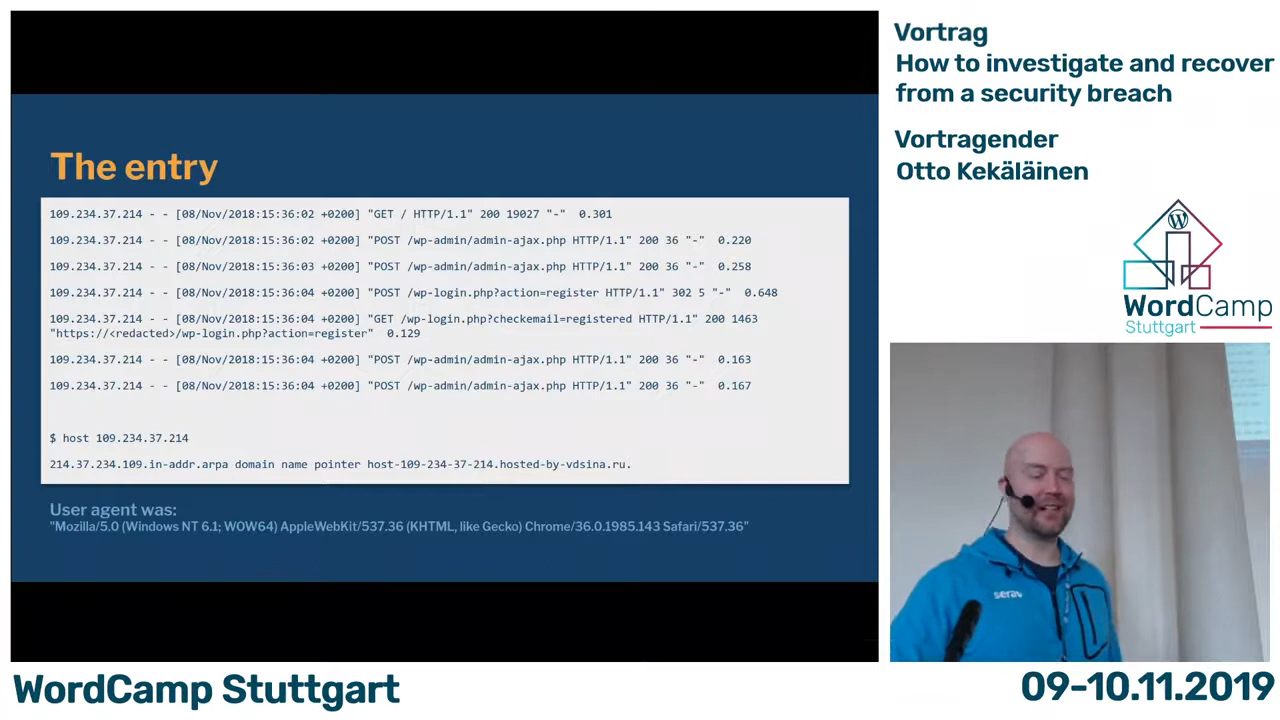 Vortrag
How to investigate and recover
from a security breach
Vortragender
Otto Kekäläinen
The entry
109.234.37.214 - - [08/Nov/2018:15:36:02 +0200] "GET / HTTP/1.1" 200 19027 "-"  0.301
109.234.37.214 - - [08/Nov/2018:15:36:02 +0200] "POST /wp-admin/admin-ajax.php HTTP/1.1" 200 36 "-"  0.220
109.234.37.214 - - [08/Nov/2018:15:36:03 +0200] "POST /wp-admin/admin-ajax.php HTTP/1.1" 200 36 "-"  0.258
109.234.37.214 - - [08/Nov/2018:15:36:04 +0200] "POST /wp-login.php?action=register HTTP/1.1" 302 5 "-"  0.648
109.234.37.214 - - [08/Nov/2018:15:36:04 +0200] "GET /wp-login.php?checkemail=registered HTTP/1.1" 200 1463
"https://<redacted>/wp-login.php?action=register"  0.129
109.234.37.214 - - [08/Nov/2018:15:36:04 +0200] "POST /wp-admin/admin-ajax.php HTTP/1.1" 200 36 "-"  0.163
109.234.37.214 - - [08/Nov/2018:15:36:04 +0200] "POST /wp-admin/admin-ajax.php HTTP/1.1" 200 36 "-"  0.167
$ host 109.234.37.214
214.37.234.109.in-addr.arpa domain name pointer host-109-234-37-214.hosted-by-vdsina.ru.
User agent was:
"Mozilla/5.0 (Windows NT 6.1; WOW64) AppleWebKit/537.36 (KHTML, like Gecko) Chrome/36.0.1985.143 Safari/537.36"
WordCamp
Stuttgart
seravo
WordCamp Stuttgart
09-10.11.2019